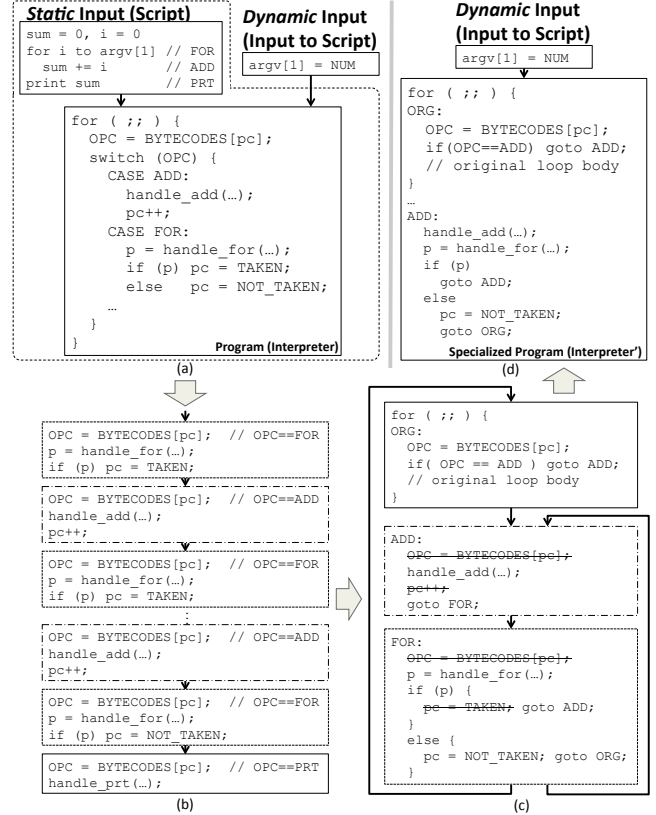 Static Input (Script)
sum = 0, i = 0
for i to argv[1] // FOR
sum += i // ADD
print sum // PRT
Dynamic Input
(Input to Script)
argv[1] = NUM
for ( ;; ) {
OPC = BYTECODES[pc];
switch (OPC) {
CASE ADD:
handle_add(…);
pc++;
CASE FOR:
p = handle_for(…);
if (p) pc = TAKEN;
else pc = NOT_TAKEN;
…
}
}
Program (Interpreter)
(a)
Dynamic Input
(Input to Script)
argv[1] = NUM
for ( ;; ) {
ORG:
OPC = BYTECODES[pc];
if(OPC==ADD) goto ADD;
// original loop body
}
…
ADD:
handle_add(…);
p = handle_for(…);
if (p)
goto ADD;
else
pc = NOT_TAKEN;
goto ORG;
Specialized Program (Interpreter’)
(d)
OPC = BYTECODES[pc]; // OPC==FOR
p = handle_for(…);
if (p) pc = TAKEN;
OPC = BYTECODES[pc]; // OPC==ADD
handle_add(…);
pc++;
OPC = BYTECODES[pc]; // OPC==FOR
p = handle_for(…);
if (p) pc = TAKEN;
⋮
OPC = BYTECODES[pc]; // OPC==ADD
handle_add(…);
pc++;
OPC = BYTECODES[pc]; // OPC==FOR
p = handle_for(…);
if (p) pc = NOT_TAKEN;
OPC = BYTECODES[pc]; // OPC==PRT
handle_prt(…);
(b)
for ( ;; ) {
ORG:
OPC = BYTECODES[pc];
if( OPC == ADD ) goto ADD;
// original loop body
}
ADD:
OPC = BYTECODES[pc];
handle_add(…);
pc++;
goto FOR;
FOR:
OPC = BYTECODES[pc];
p = handle_for(…);
if (p) {
pc = TAKEN; goto ADD;
}
else {
pc = NOT_TAKEN; goto ORG;
}
(c)